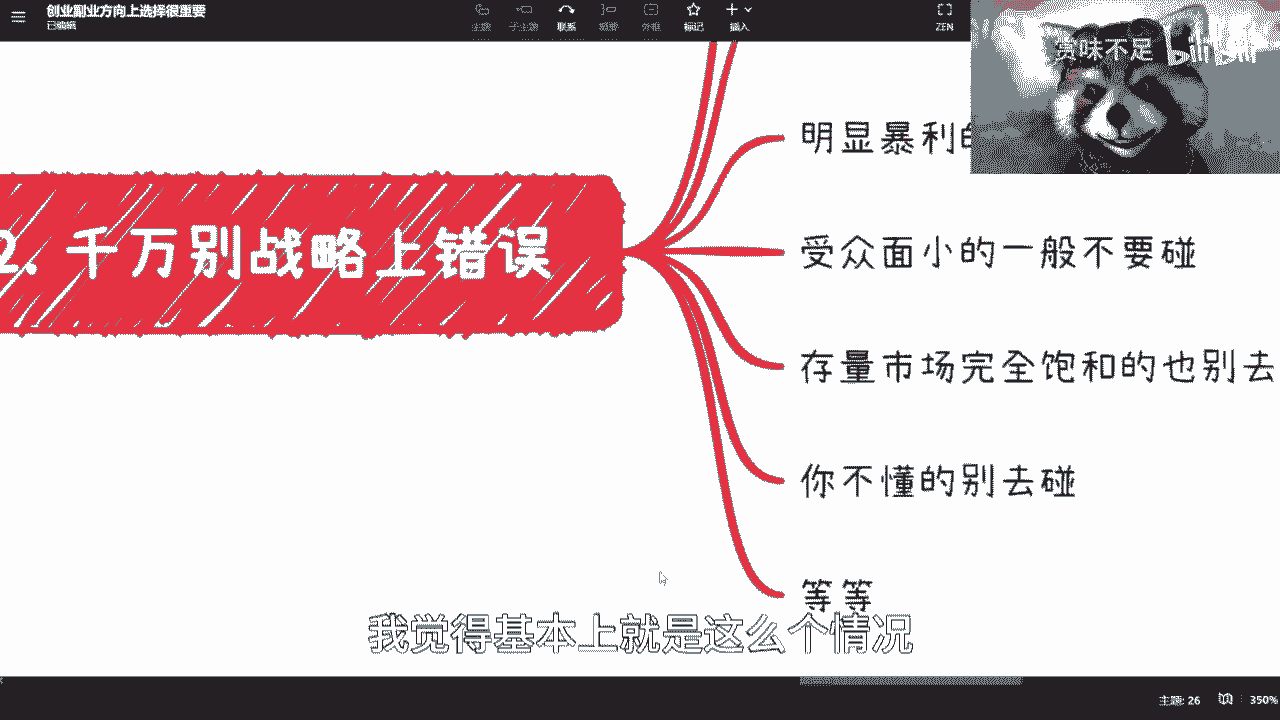 创业副业方向上选择很重要
已编辑
主题
子主题
联系
概要
外框
标记
插入
ZEN
赏味不足 bilibili
明显暴利的
2. 千万别战略上错误
受众面小的一般不要碰
存量市场完全饱和的也别去
你不懂的别去碰
等等
我觉得基本上就是这么个情况
主题: 26
350%